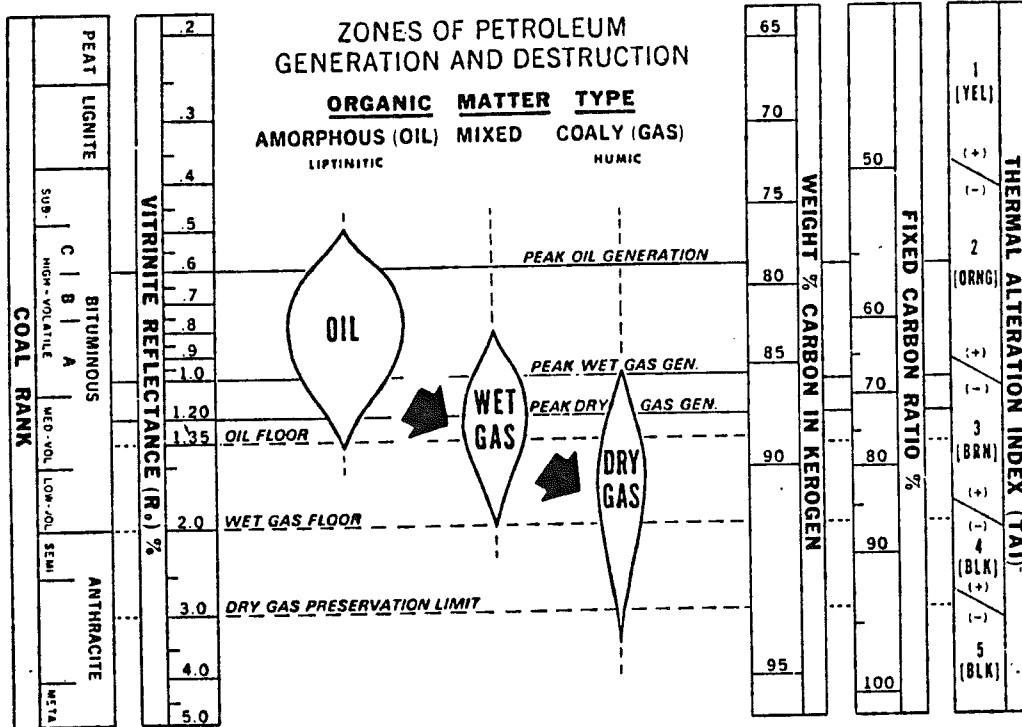 ZONES OF PETROLEUM
GENERATION AND DESTRUCTION
ORGANIC MATTER TYPE
AMORPHOUS (OIL) MIXED COALY (GAS)
LIPTINITIC HUMIC
COAL RANK
PEAT
LIGNITE
SUB-
C
B
A
HIGH-VOLATILE
MED.-VOL
LOW-VOL
BITUMINOUS
SEMI
ANTHRACITE
META
VITRINITE REFLECTANCE (Ro) %
.2
.3
.4
.5
.6
.7
.8
.9
1.0
1.20
1.35
2.0
3.0
4.0
5.0
PEAK OIL GENERATION
OIL
PEAK WET GAS GEN.
WET
GAS
PEAK DRY GAS GEN.
OIL FLOOR
DRY
GAS
WET GAS FLOOR
DRY GAS PRESERVATION LIMIT
65
70
75
80
85
90
95
WEIGHT % CARBON IN KEROGEN
50
60
70
80
90
100
FIXED CARBON RATIO %
1
(YEL)
(+)
(-)
2
(ORNG)
(+)
(-)
3
(BRN)
(+)
(-)
4
(BLK)
(+)
(-)
5
(BLK)
THERMAL ALTERATION INDEX (TAI)